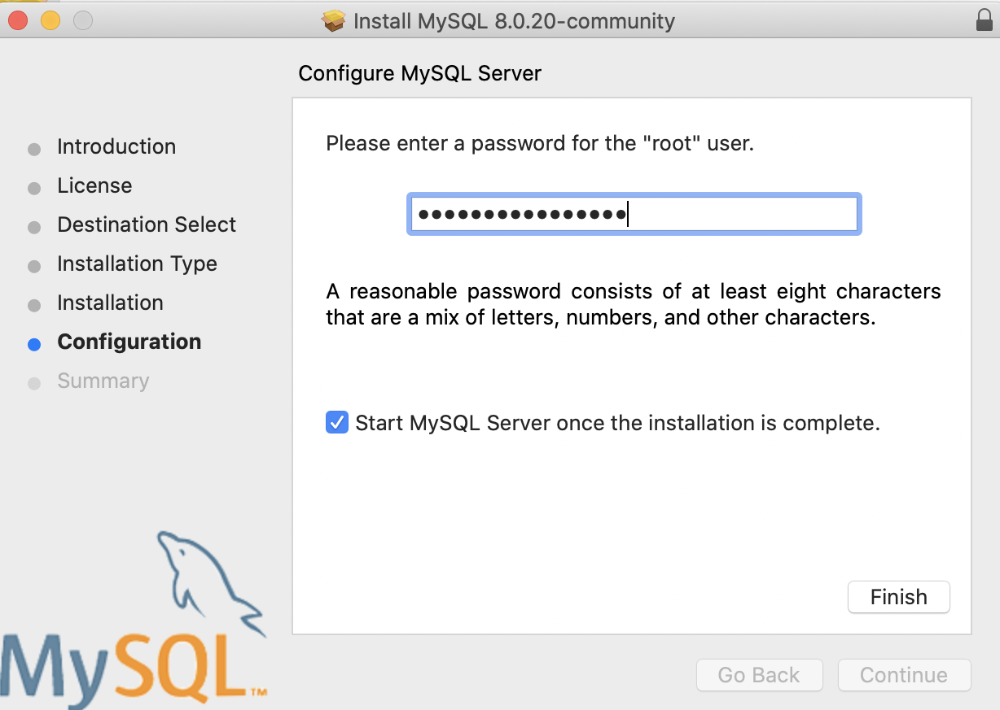 Install MySQL 8.0.20-community
Configure MySQL Server
Introduction
License
Destination Select
Installation Type
Installation
Configuration
Summary
Please enter a password for the "root" user.
••••••••••••••••
A reasonable password consists of at least eight characters
that are a mix of letters, numbers, and other characters.
Start MySQL Server once the installation is complete.
Finish
MySQL™
Go Back
Continue